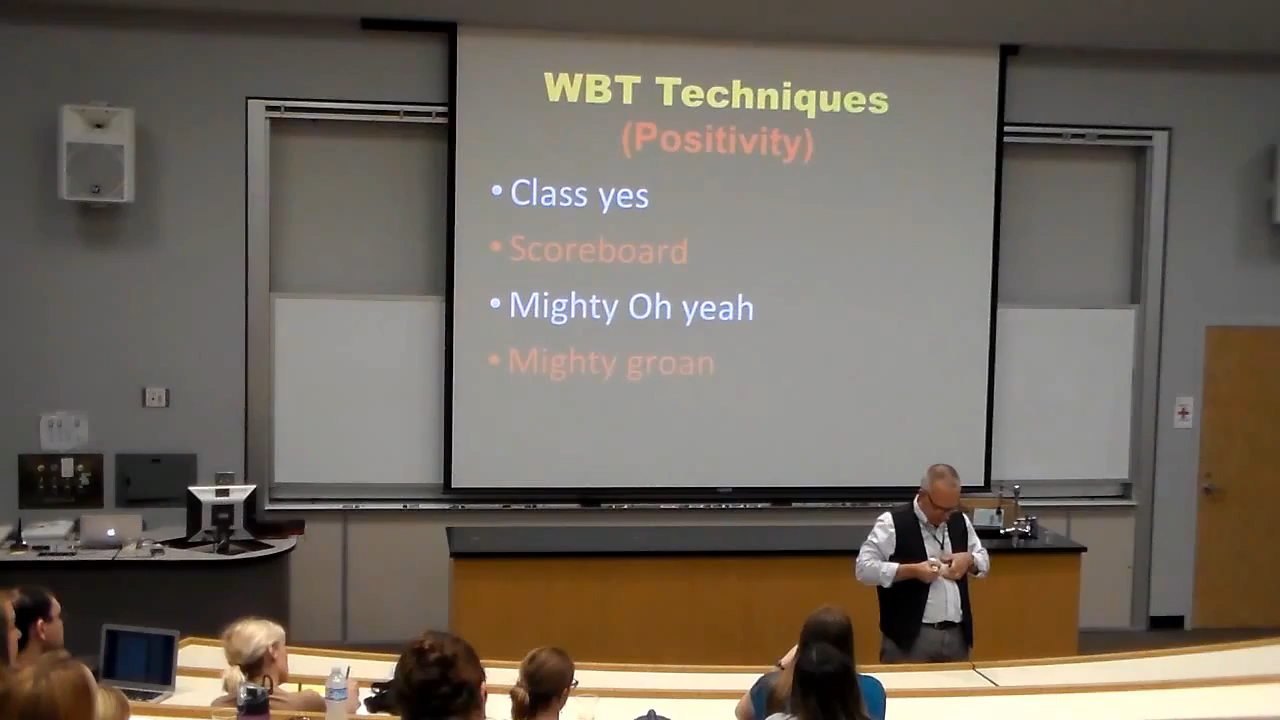 WBT Techniques
(Positivity)
• Class yes
• Scoreboard
• Mighty Oh yeah
• Mighty groan